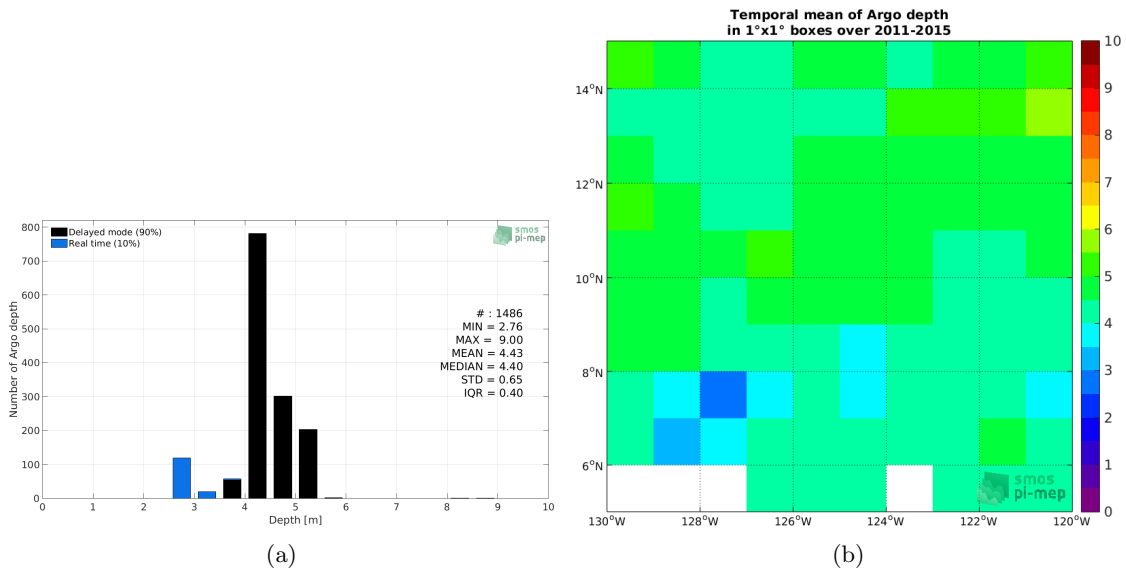 Delayed mode (90%)
Real time (10%)
smos
pi-mep
# : 1486
MIN = 2.76
MAX = 9.00
MEAN = 4.43
MEDIAN = 4.40
STD = 0.65
IQR = 0.40
Number of Argo depth
800
700
600
500
400
300
200
100
0
0 1 2 3 4 5 6 7 8 9 10
Depth [m]
(a)
Temporal mean of Argo depth
in 1°x1° boxes over 2011-2015
14°N
12°N
10°N
8°N
6°N
130°W 128°W 126°W 124°W 122°W 120°W
smos
pi-mep
10
9
8
7
6
5
4
3
2
1
0
(b)